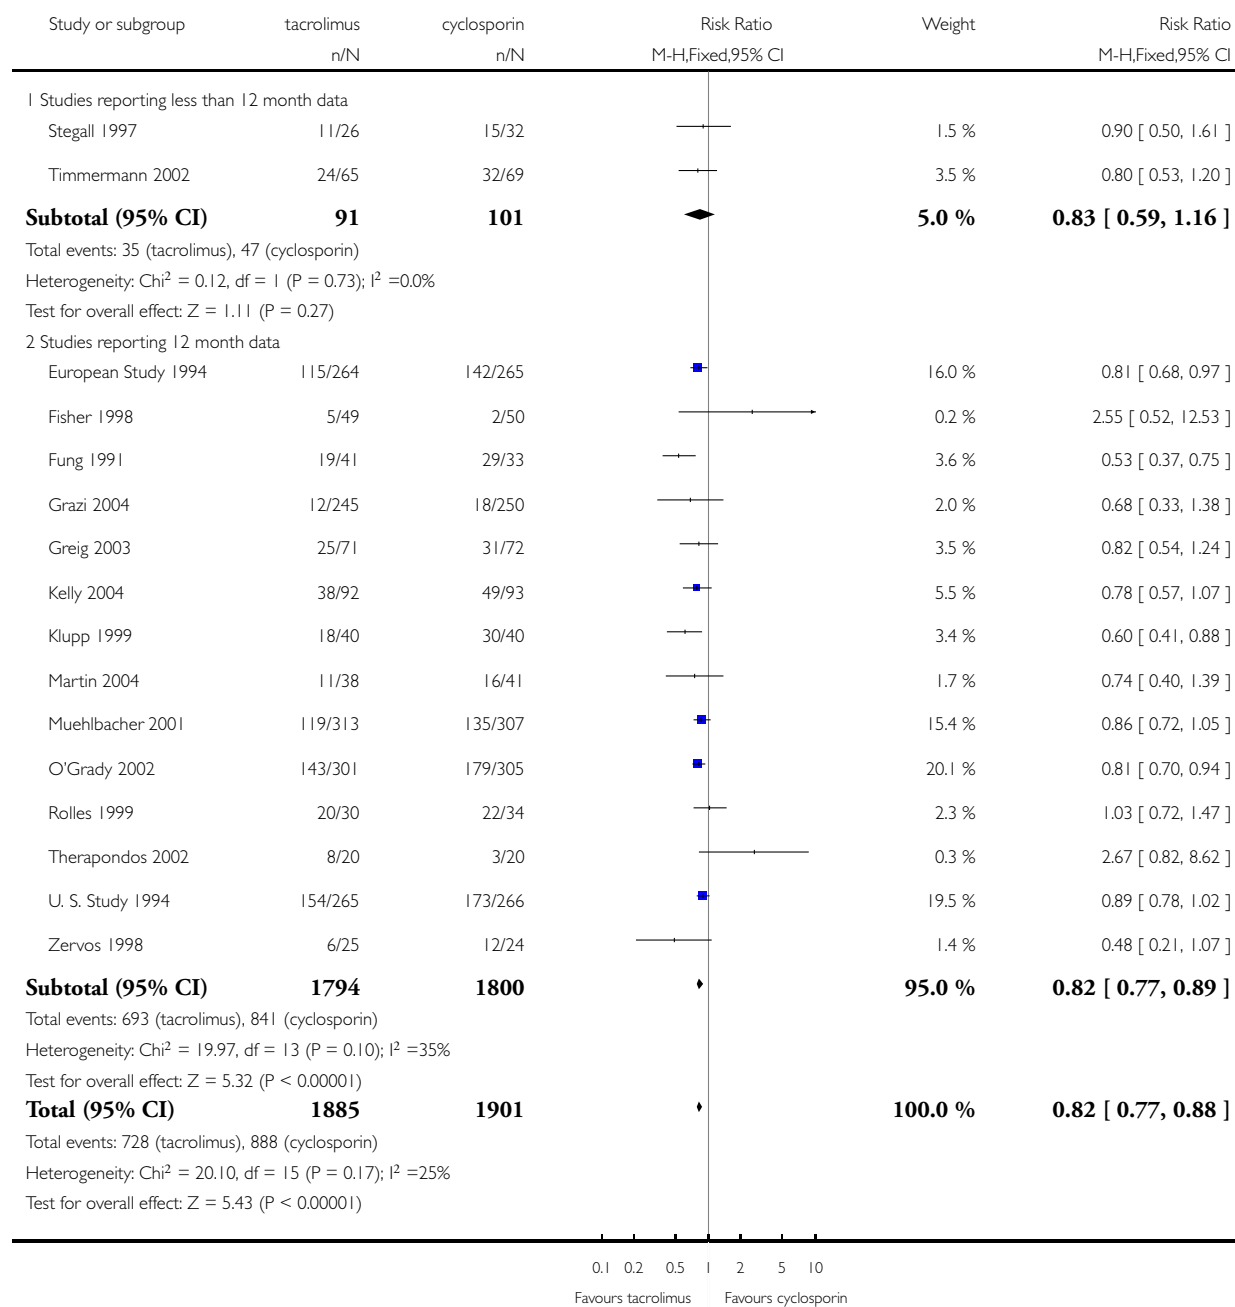 Study or subgroup tacrolimus cyclosporin Risk Ratio Weight Risk Ratio
n/N n/N M-H,Fixed,95% CI M-H,Fixed,95% CI
1 Studies reporting less than 12 month data
Stegall 1997 11/26 15/32 1.5 % 0.90 [ 0.50, 1.61 ]
Timmermann 2002 24/65 32/69 3.5 % 0.80 [ 0.53, 1.20 ]
Subtotal (95% CI) 91 101 5.0 % 0.83 [ 0.59, 1.16 ]
Total events: 35 (tacrolimus), 47 (cyclosporin)
Heterogeneity: Chi² = 0.12, df = 1 (P = 0.73); I² =0.0%
Test for overall effect: Z = 1.11 (P = 0.27)
2 Studies reporting 12 month data
European Study 1994 115/264 142/265 16.0 % 0.81 [ 0.68, 0.97 ]
Fisher 1998 5/49 2/50 0.2 % 2.55 [ 0.52, 12.53 ]
Fung 1991 19/41 29/33 3.6 % 0.53 [ 0.37, 0.75 ]
Grazi 2004 12/245 18/250 2.0 % 0.68 [ 0.33, 1.38 ]
Greig 2003 25/71 31/72 3.5 % 0.82 [ 0.54, 1.24 ]
Kelly 2004 38/92 49/93 5.5 % 0.78 [ 0.57, 1.07 ]
Klupp 1999 18/40 30/40 3.4 % 0.60 [ 0.41, 0.88 ]
Martin 2004 11/38 16/41 1.7 % 0.74 [ 0.40, 1.39 ]
Muehlbacher 2001 119/313 135/307 15.4 % 0.86 [ 0.72, 1.05 ]
O'Grady 2002 143/301 179/305 20.1 % 0.81 [ 0.70, 0.94 ]
Rolles 1999 20/30 22/34 2.3 % 1.03 [ 0.72, 1.47 ]
Therapondos 2002 8/20 3/20 0.3 % 2.67 [ 0.82, 8.62 ]
U. S. Study 1994 154/265 173/266 19.5 % 0.89 [ 0.78, 1.02 ]
Zervos 1998 6/25 12/24 1.4 % 0.48 [ 0.21, 1.07 ]
Subtotal (95% CI) 1794 1800 95.0 % 0.82 [ 0.77, 0.89 ]
Total events: 693 (tacrolimus), 841 (cyclosporin)
Heterogeneity: Chi² = 19.97, df = 13 (P = 0.10); I² =35%
Test for overall effect: Z = 5.32 (P < 0.00001)
Total (95% CI) 1885 1901 100.0 % 0.82 [ 0.77, 0.88 ]
Total events: 728 (tacrolimus), 888 (cyclosporin)
Heterogeneity: Chi² = 20.10, df = 15 (P = 0.17); I² =25%
Test for overall effect: Z = 5.43 (P < 0.00001)
0.1 0.2 0.5 1 2 5 10
Favours tacrolimus Favours cyclosporin